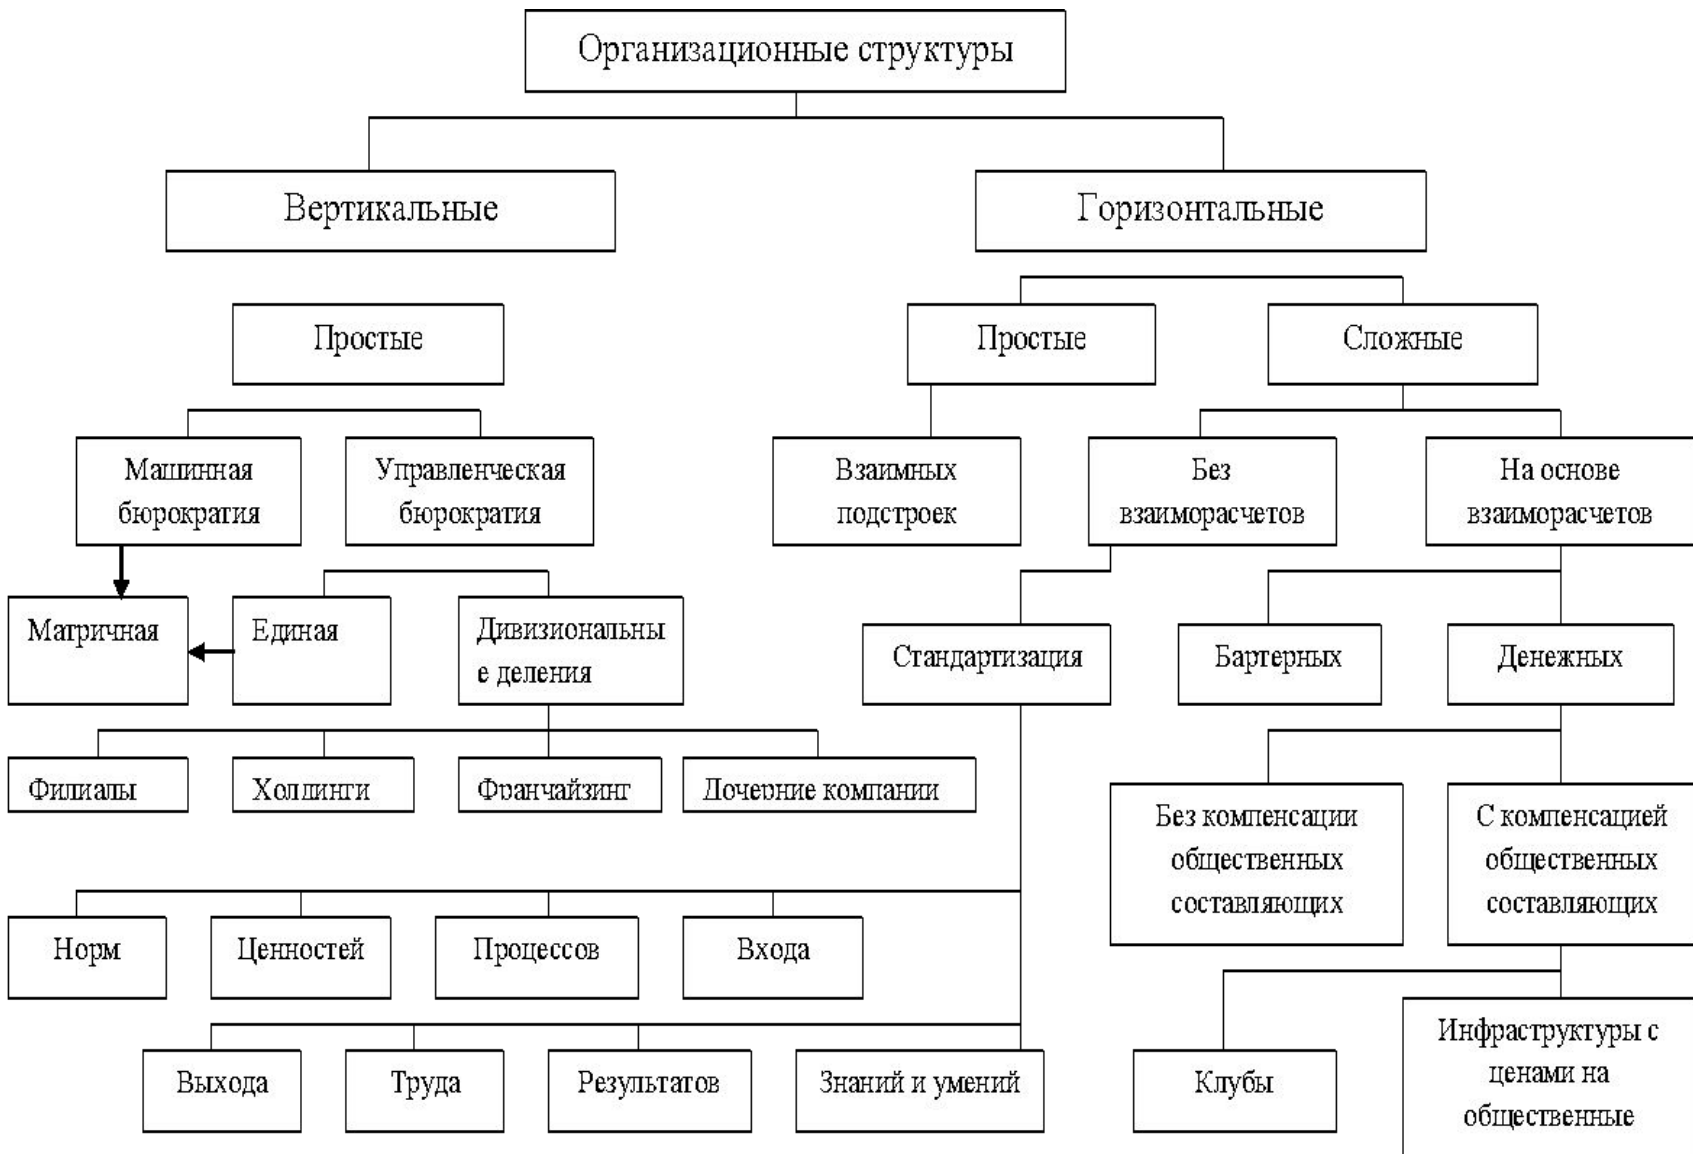 Организационные структуры
Вертикальные
Горизонтальные
Простые
Простые
Сложные
Машинная
бюрократия
Управленческая
бюрократия
Взаимных
подстроек
Без
взаиморасчетов
На основе
взаиморасчетов
Матричная
Единая
Дивизиональны
е деления
Стандартизация
Бартерных
Денежных
Филиалы
Холдинги
Франчайзинг
Дочерние компании
Без компенсации
общественных
составляющих
С компенсацией
общественных
составляющих
Норм
Ценностей
Процессов
Входа
Выхода
Труда
Результатов
Знаний и умений
Клубы
Инфраструктуры с
ценами на
общественные